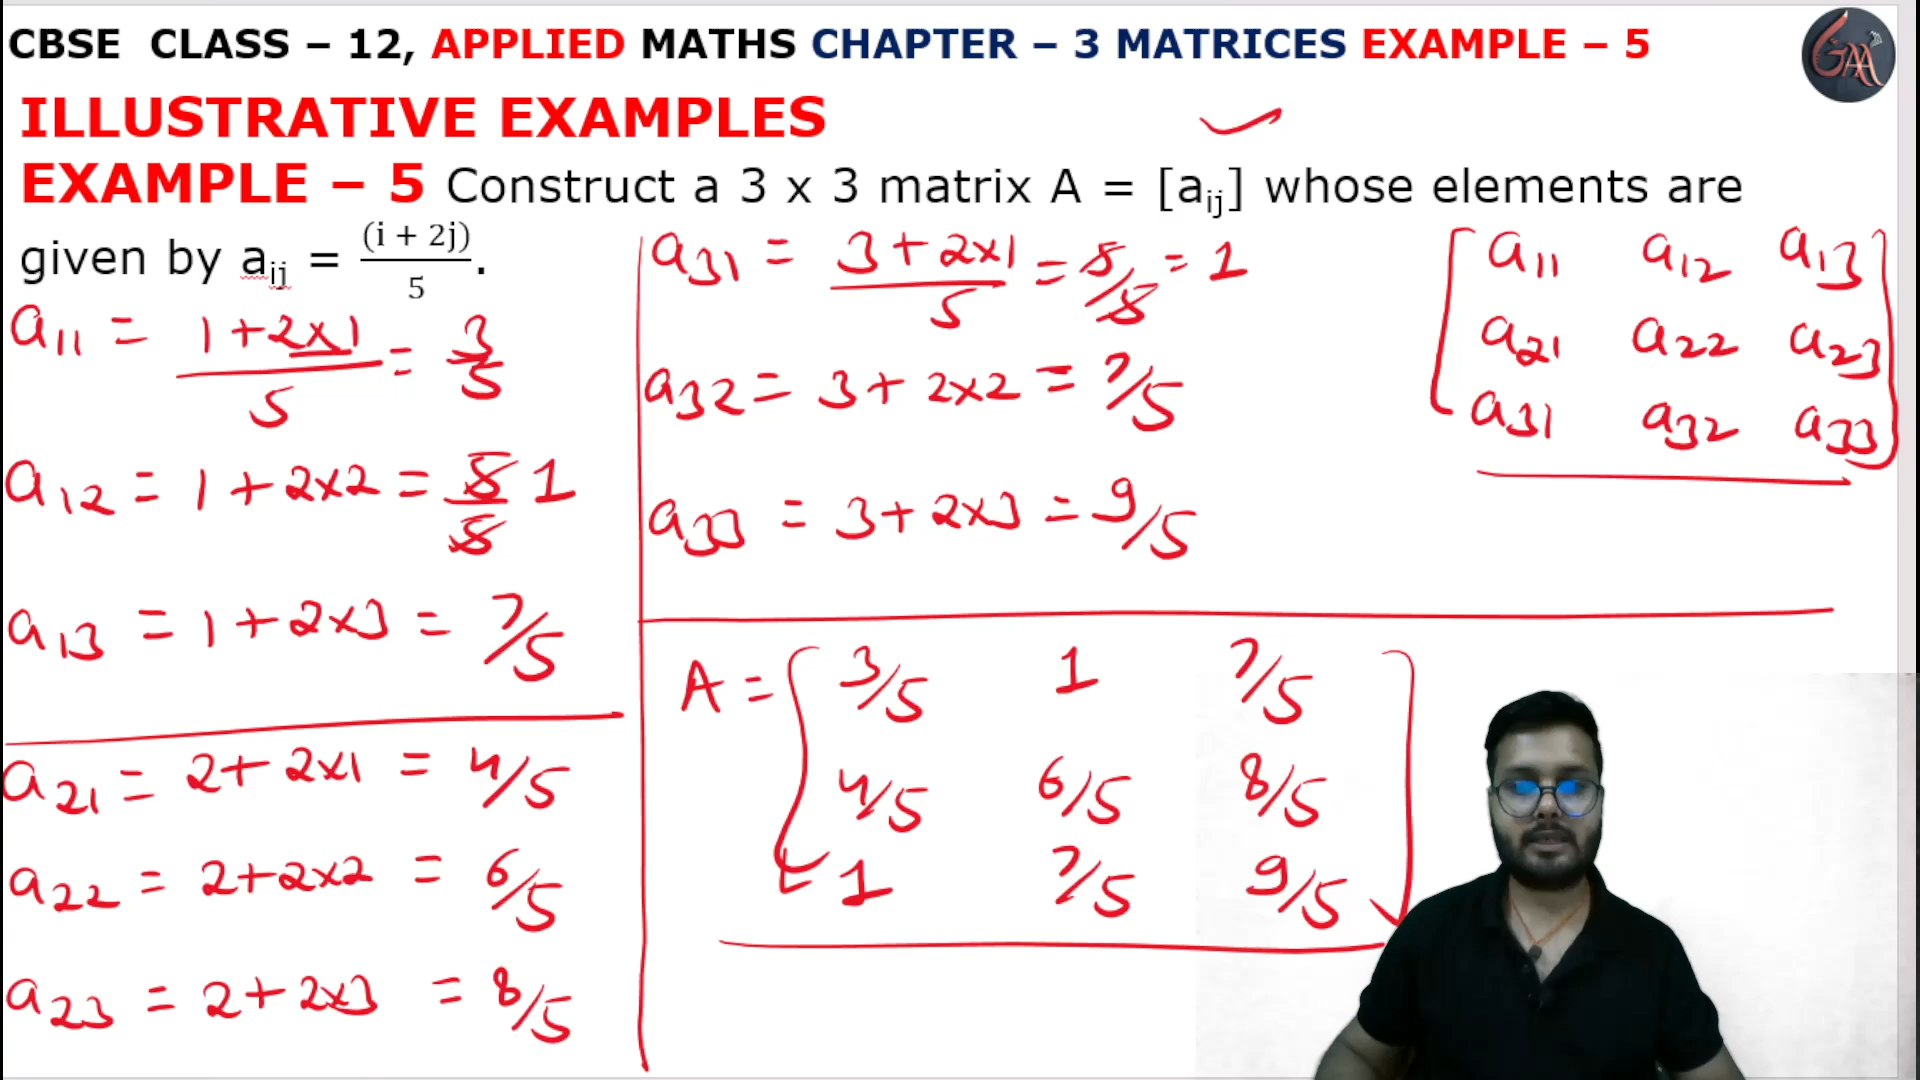 CBSE CLASS – 12, APPLIED MATHS CHAPTER – 3 MATRICES EXAMPLE – 5
GAA
ILLUSTRATIVE EXAMPLES
EXAMPLE – 5 Construct a 3 x 3 matrix A = [aij] whose elements are
given by aij = (i + 2j)/5.
a11 = (1+2x1)/5 = 3/5
a12 = 1+2x2 = 5/5 1
a13 = 1+2x3 = 7/5
a21 = 2+2x1 = 4/5
a22 = 2+2x2 = 6/5
a23 = 2+2x3 = 8/5
a31 = (3+2x1)/5 = 5/5 = 1
a32 = 3+2x2 = 7/5
a33 = 3+2x3 = 9/5
a11 a12 a13
a21 a22 a23
a31 a32 a33
A = [3/5 1 7/5
4/5 6/5 8/5
1 7/5 9/5]